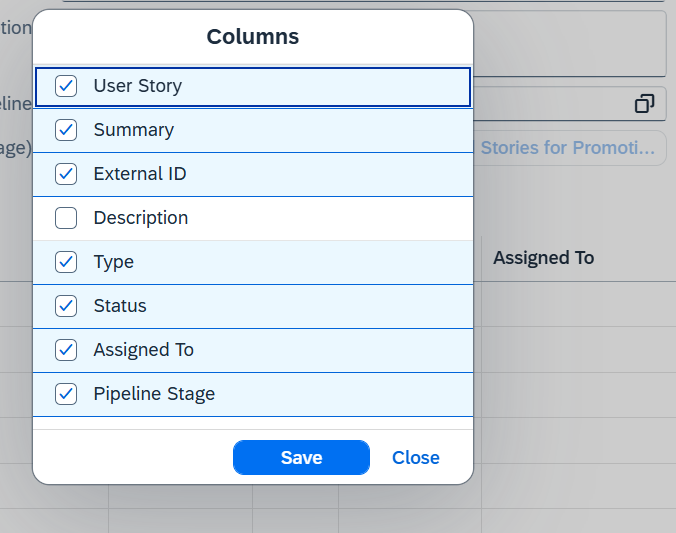 tion
Columns
User Story
eline
Summary
age)
Stories for Promoti...
External ID
Description
Type
Assigned To
Status
Assigned To
Pipeline Stage
Save
Close